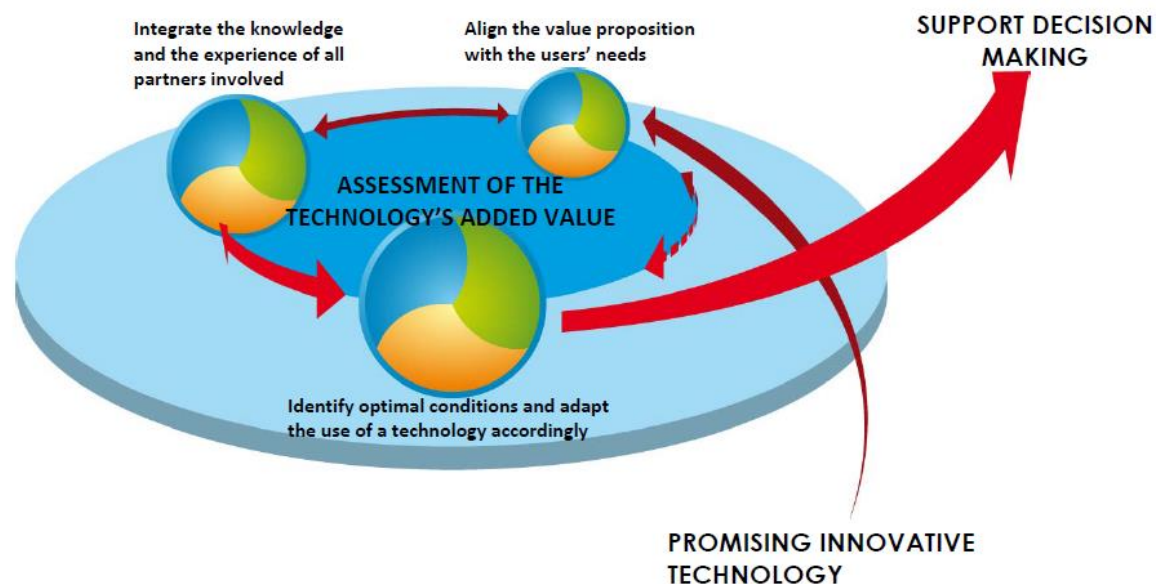 Integrate the knowledge
and the experience of all
partners involved
Align the value proposition
with the users’ needs
SUPPORT DECISION
MAKING
ASSESSMENT OF THE
TECHNOLOGY’S ADDED VALUE
Identify optimal conditions and adapt
the use of a technology accordingly
PROMISING INNOVATIVE
TECHNOLOGY